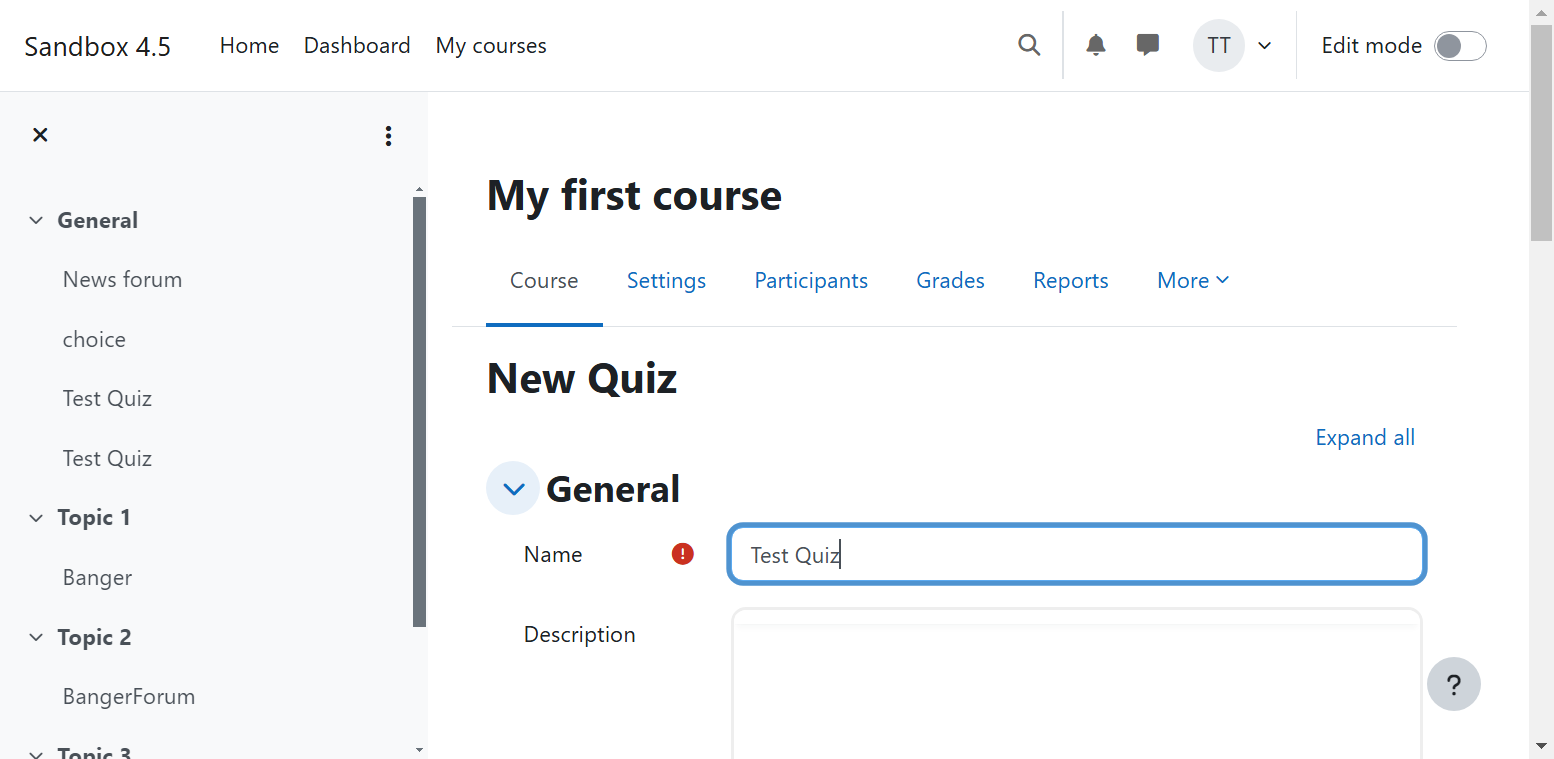 Sandbox 4.5 Home Dashboard My courses TT Edit mode
General
News forum
choice
Test Quiz
Test Quiz
Topic 1
Banger
Topic 2
BangerForum
Topic 3
My first course
Course Settings Participants Grades Reports More
New Quiz
Expand all
General
Name ! Test Quiz
Description
?